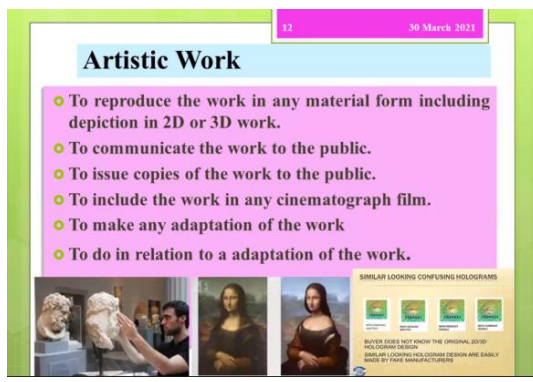 12
30 March 2021
Artistic Work
To reproduce the work in any material form including
depiction in 2D or 3D work.
To communicate the work to the public.
To issue copies of the work to the public.
To include the work in any cinematograph film.
To make any adaptation of the work
To do in relation to a adaptation of the work.
SIMILAR LOOKING CONFUSING HOLOGRAMS
BUYER DOES NOT KNOW THE ORIGINAL 2D/3D
HOLOGRAM DESIGN
SIMILAR LOOKING HOLOGRAM DESIGN ARE EASILY
MADE BY FAKE MANUFACTURERS